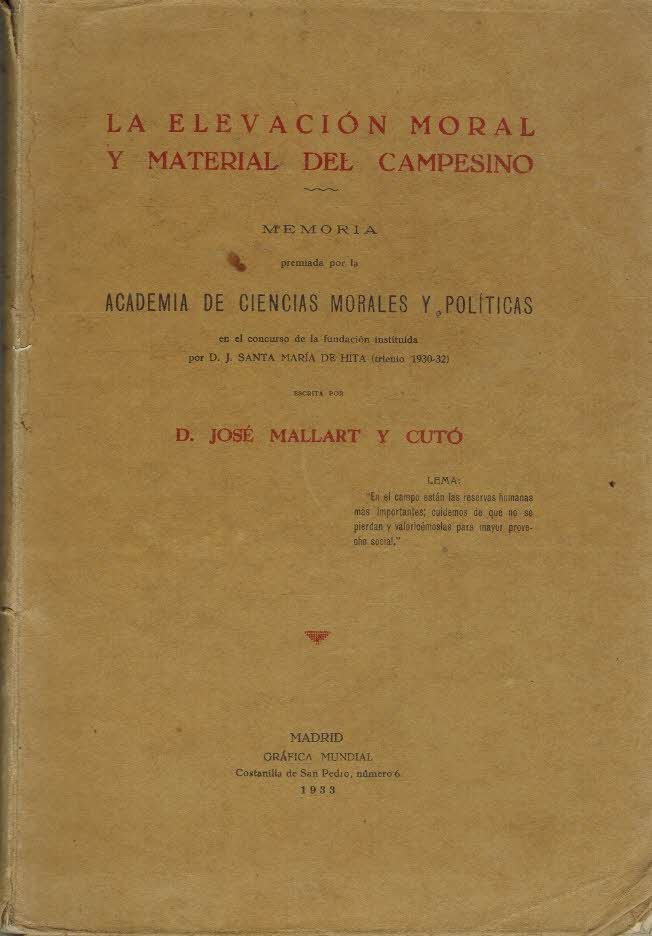 LA ELEVACIÓN MORAL
Y MATERIAL DEL CAMPESINO
MEMORIA
premiada por la
ACADEMIA DE CIENCIAS MORALES Y POLÍTICAS
en el concurso de la fundación instituída
por D. J. SANTA MARÍA DE HITA (trienio 1930-32)
ESCRITA POR
D. JOSÉ MALLART Y CUTÓ
LEMA:
"En el campo están las reservas humanas
más importantes; cuidemos de que no se
pierdan y valoricémoslas para mayor prove-
cho social."
MADRID
GRÁFICA MUNDIAL
Costanilla de San Pedro, número 6
1933